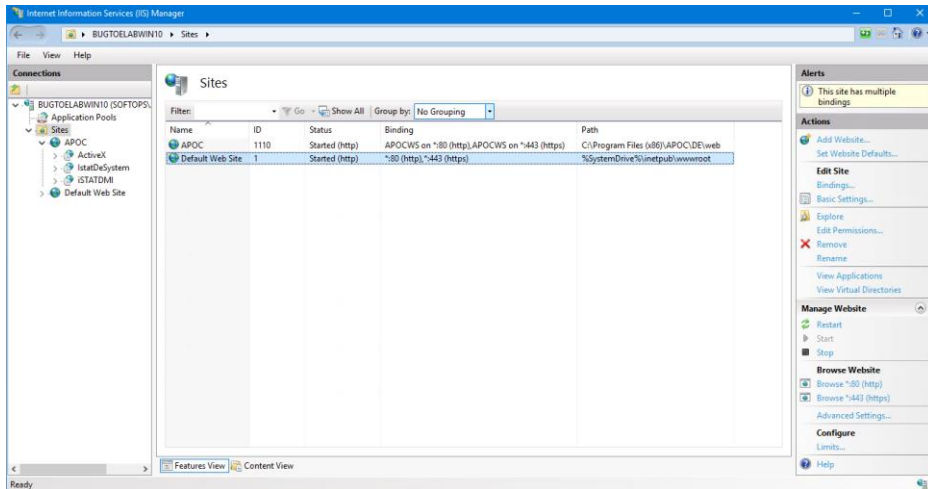 Internet Information Services (IIS) Manager
BUGTOELABWIN10 Sites
File View Help
Connections
BUGTOELABWIN10 (SOFTOPS\
Application Pools
Sites
APOC
ActiveX
IstatDeSystem
iSTATDMI
Default Web Site
Sites
Filter: Go Show All Group by: No Grouping
Name ID Status Binding Path
APOC 1110 Started (http) APOCWS on *:80 (http),APOCWS on *:443 (https) C:\Program Files (x86)\APOC\DE\web
Default Web Site 1 Started (http) *:80 (http),*:443 (https) %SystemDrive%\inetpub\wwwroot
Features View Content View
Ready
Alerts
This site has multiple
bindings
Actions
Add Website...
Set Website Defaults...
Edit Site
Bindings...
Basic Settings...
Explore
Edit Permissions...
Remove
Rename
View Applications
View Virtual Directories
Manage Website
Restart
Start
Stop
Browse Website
Browse *:80 (http)
Browse *:443 (https)
Advanced Settings...
Configure
Limits...
Help